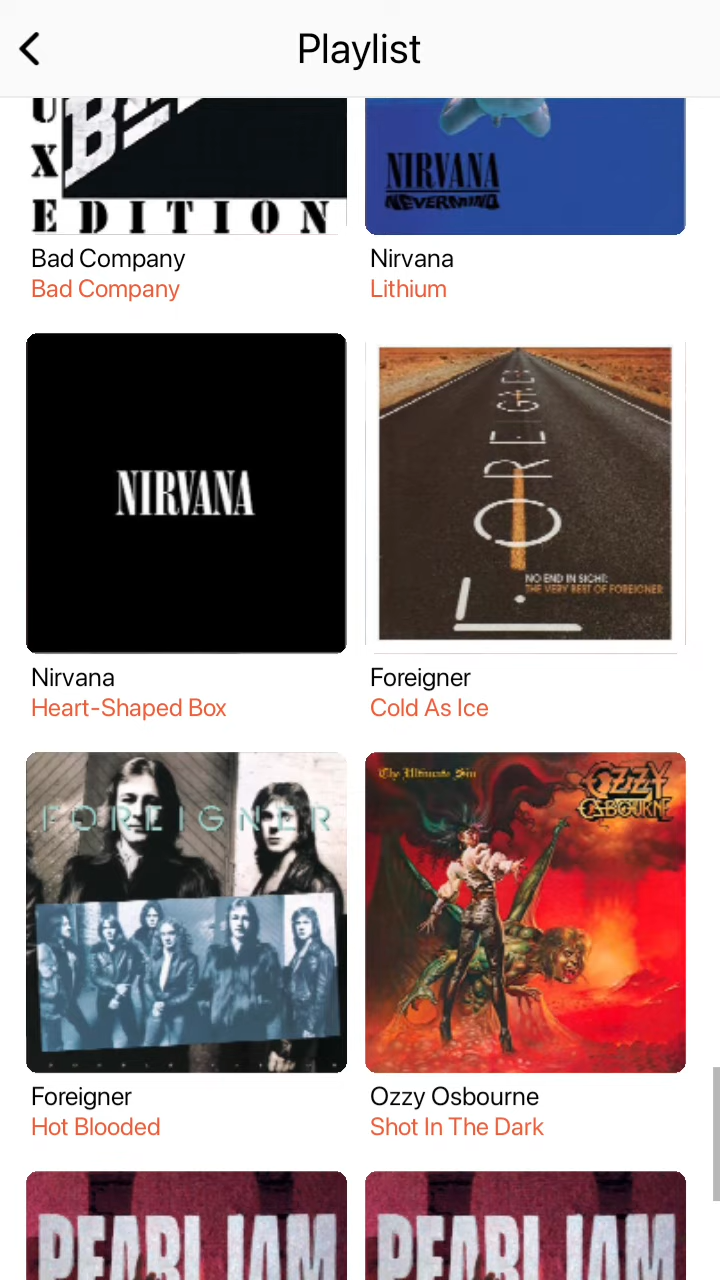 Playlist
U
X
EDITION
NIRVANA
NEVERMIND
Bad Company
Bad Company
Nirvana
Lithium
NIRVANA
FOREIGNER
NO END IN SIGHT:
THE VERY BEST OF FOREIGNER
Nirvana
Heart-Shaped Box
Foreigner
Cold As Ice
FOREIGNER
The Ultimate Sin
OZZY
OSBOURNE
Foreigner
Hot Blooded
Ozzy Osbourne
Shot In The Dark
PEARL JAM
PEARL JAM